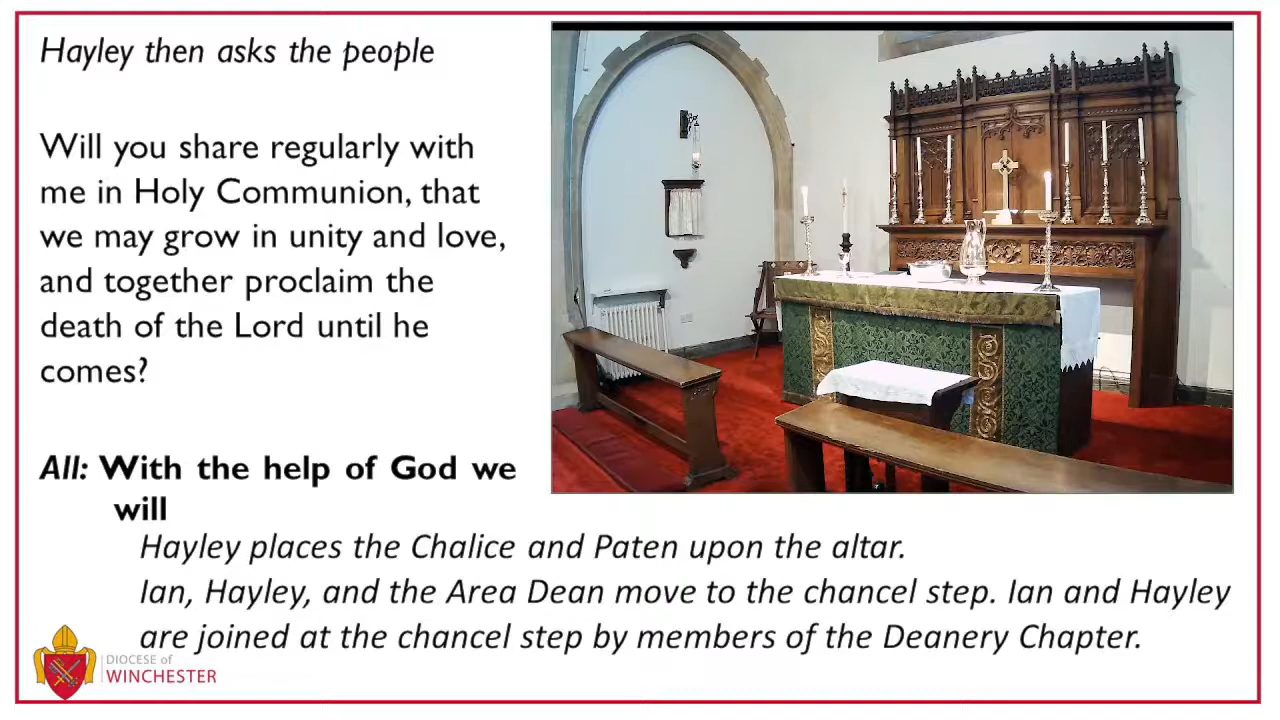 Hayley then asks the people
Will you share regularly with
me in Holy Communion, that
we may grow in unity and love,
and together proclaim the
death of the Lord until he
comes?
All: With the help of God we
will
Hayley places the Chalice and Paten upon the altar.
Ian, Hayley, and the Area Dean move to the chancel step. Ian and Hayley
are joined at the chancel step by members of the Deanery Chapter.
DIOCESE of
WINCHESTER